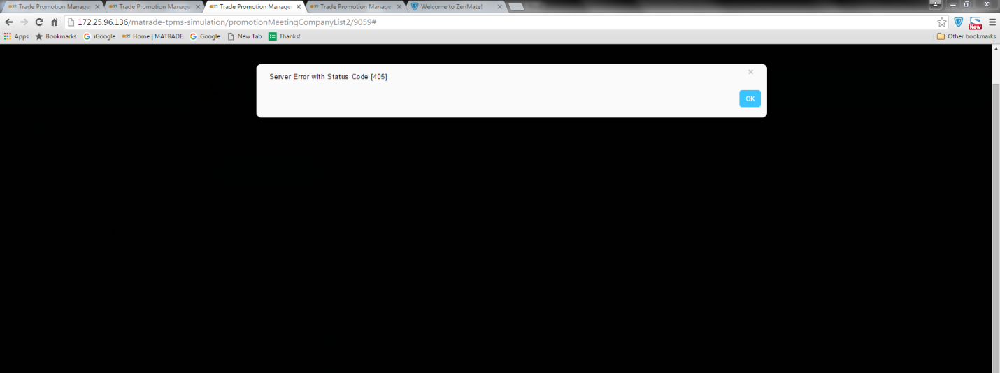 Trade Promotion Manage
Trade Promotion Manage
Trade Promotion Manage
Trade Promotion Manage
Welcome to ZenMate!
172.25.96.136/matrade-tpms-simulation/promotionMeetingCompanyList2/9059#
New
Apps
Bookmarks
iGoogle
Home | MATRADE
Google
New Tab
Thanks!
Other bookmarks
Server Error with Status Code [405]
OK